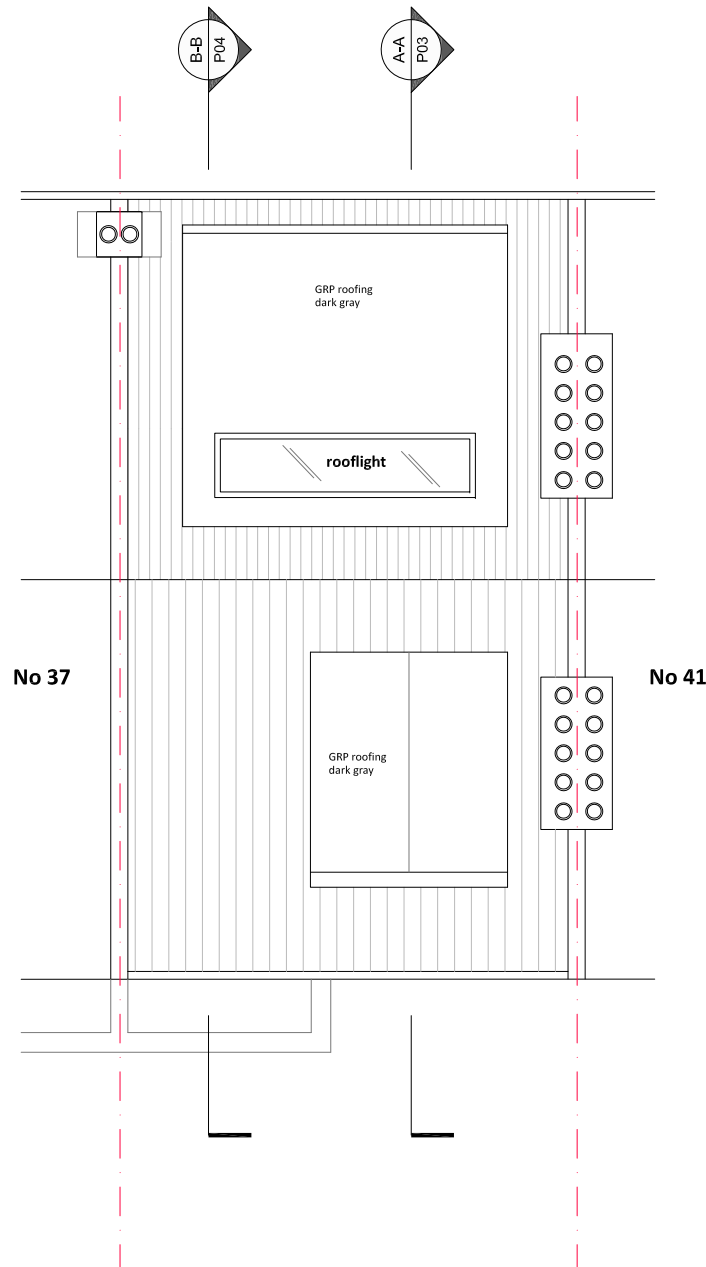 B-B
P04
A-A
P03
GRP roofing
dark gray
rooflight
No 37
No 41
GRP roofing
dark gray